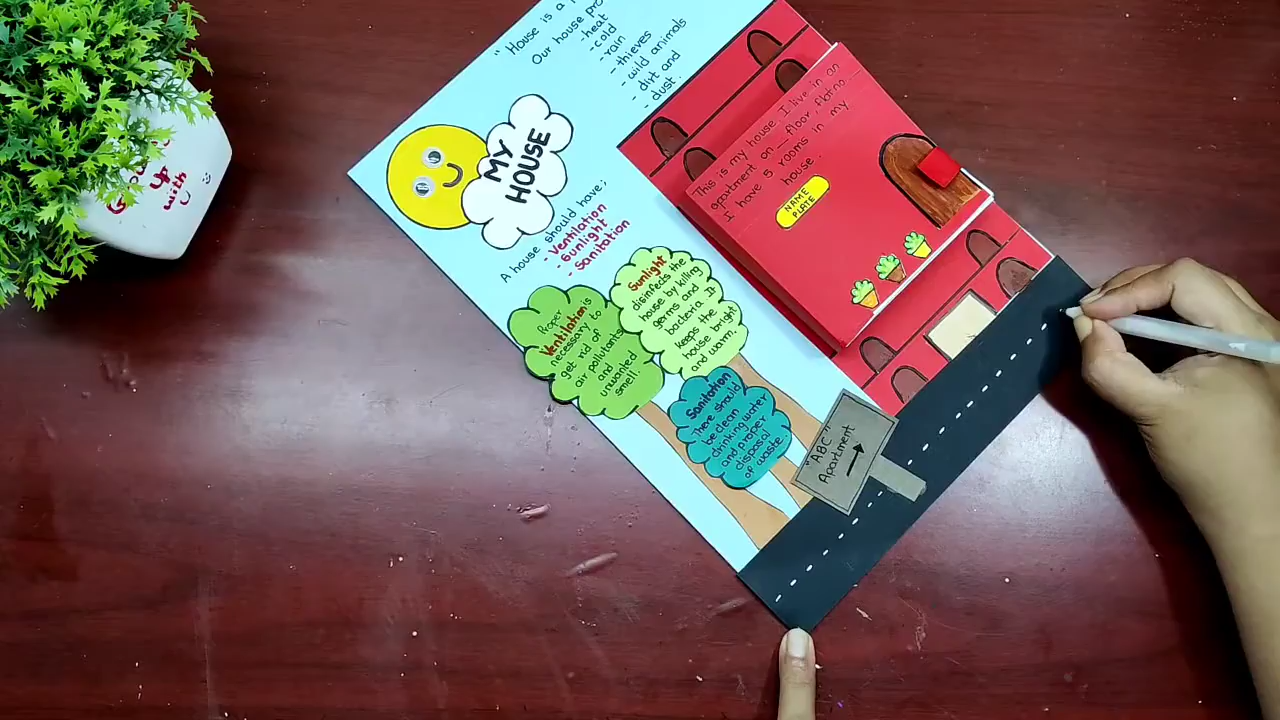 "House is a
Our house pro
-heat
-cold
-rain
- thieves
- wild animals
- dirt and
dust.
MY
HOUSE
A house should have;
- Ventilation
- Sunlight
- Sanitation
This is my house. I live in an
apartment on __ floor, flat no __
I have 5 rooms in my
house.
NAME
PLATE
Proper
Ventilation is
necessary to
get rid of
air pollutants
and
unwanted
smell.
Sunlight
disinfects the
house by killing
germs and
bacteria. It
keeps the
house bright
and warm.
Sanitation
There should
be clean
drinking water
and proper
disposal
of waste
"ABC"
Apartment
up
with